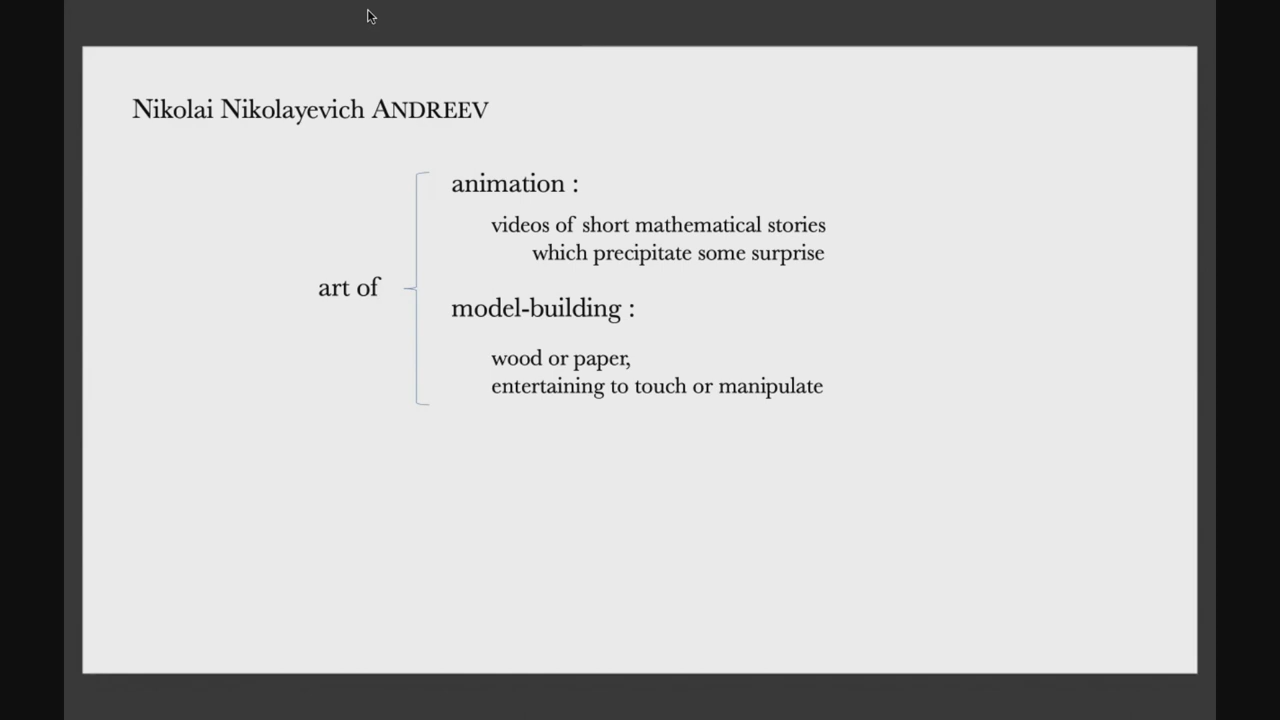 Nikolai Nikolayevich ANDREEV
animation :
videos of short mathematical stories
which precipitate some surprise
art of
model-building :
wood or paper,
entertaining to touch or manipulate